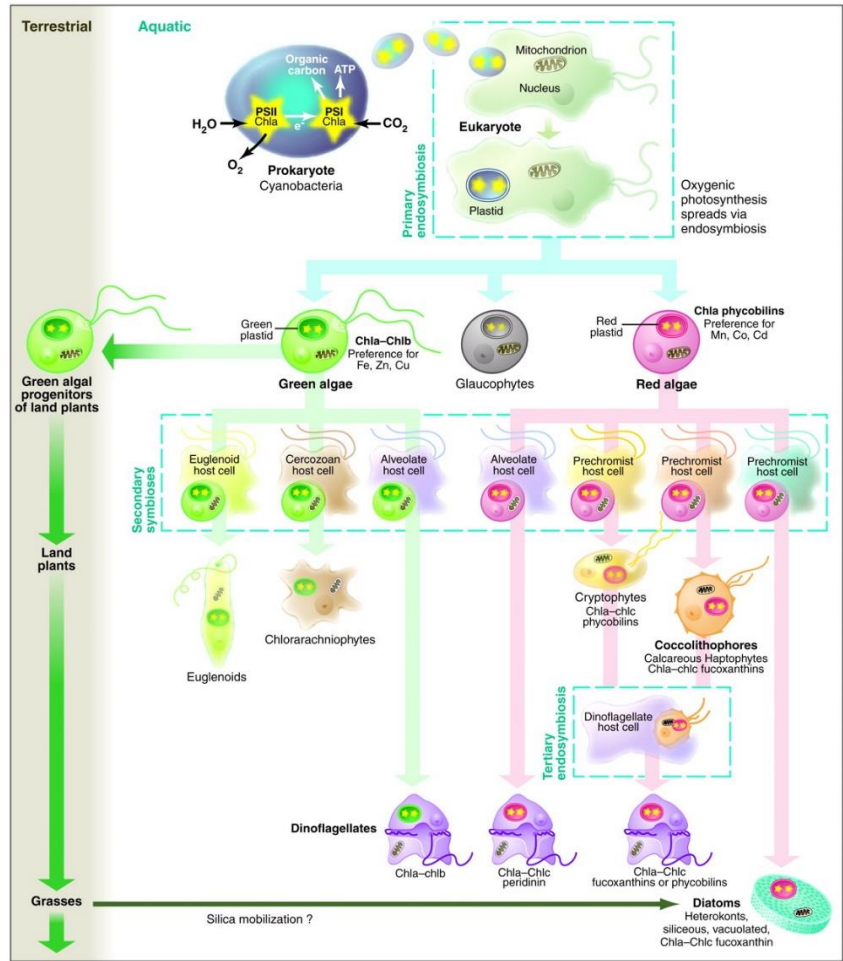 Terrestrial
Aquatic
Organic
carbon
ATP
PSII
Chla
e-
PSI
Chla
H2O
CO2
O2
Prokaryote
Cyanobacteria
Mitochondrion
Nucleus
Eukaryote
Plastid
Primary
endosymbiosis
Oxygenic
photosynthesis
spreads via
endosymbiosis
Green algal
progenitors
of land plants
Green
plastid
Chla–Chlb
Preference for
Fe, Zn, Cu
Green algae
Glaucophytes
Red
plastid
Chla phycobilins
Preference for
Mn, Co, Cd
Red algae
Secondary
symbioses
Euglenoid
host cell
Cercozoan
host cell
Alveolate
host cell
Alveolate
host cell
Prechromist
host cell
Prechromist
host cell
Prechromist
host cell
Land
plants
Euglenoids
Chlorarachniophytes
Cryptophytes
Chla–chlc
phycobilins
Coccolithophores
Calcareous Haptophytes
Chla–chlc fucoxanthins
Tertiary
endosymbiosis
Dinoflagellate
host cell
Dinoflagellates
Chla–chlb
Chla–Chlc
peridinin
Chla–Chlc
fucoxanthins or phycobilins
Grasses
Silica mobilization ?
Diatoms
Heterokonts,
siliceous, vacuolated,
Chla–Chlc fucoxanthin